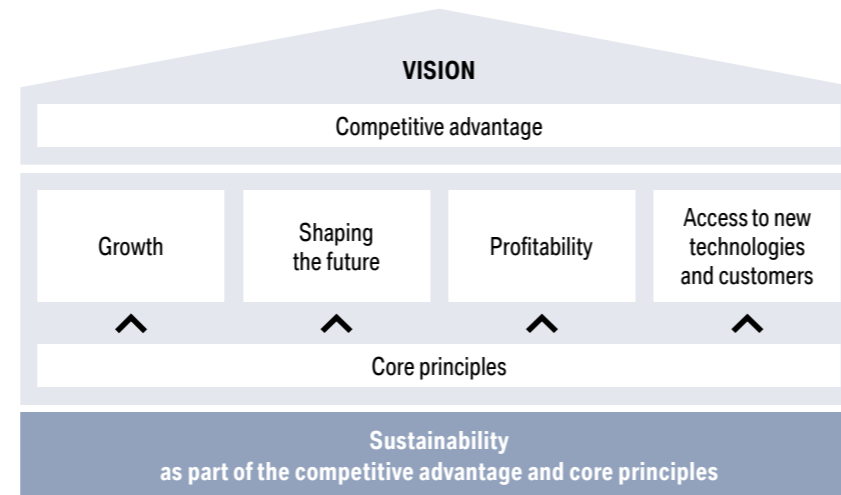 VISION
Competitive advantage
Growth
Shaping
the future
Profitability
Access to new
technologies
and customers
Core principles
Sustainability
as part of the competitive advantage and core principles